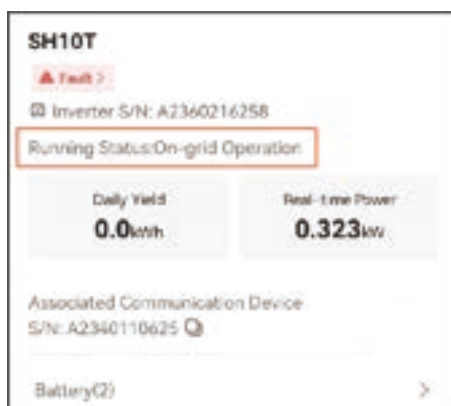 SH10T
Fault >
Inverter S/N: A2360216258
Running Status:On-grid Operation
Daily Yield
0.0kWh
Real-time Power
0.323kW
Associated Communication Device
S/N: A2340110625
Battery(2) >